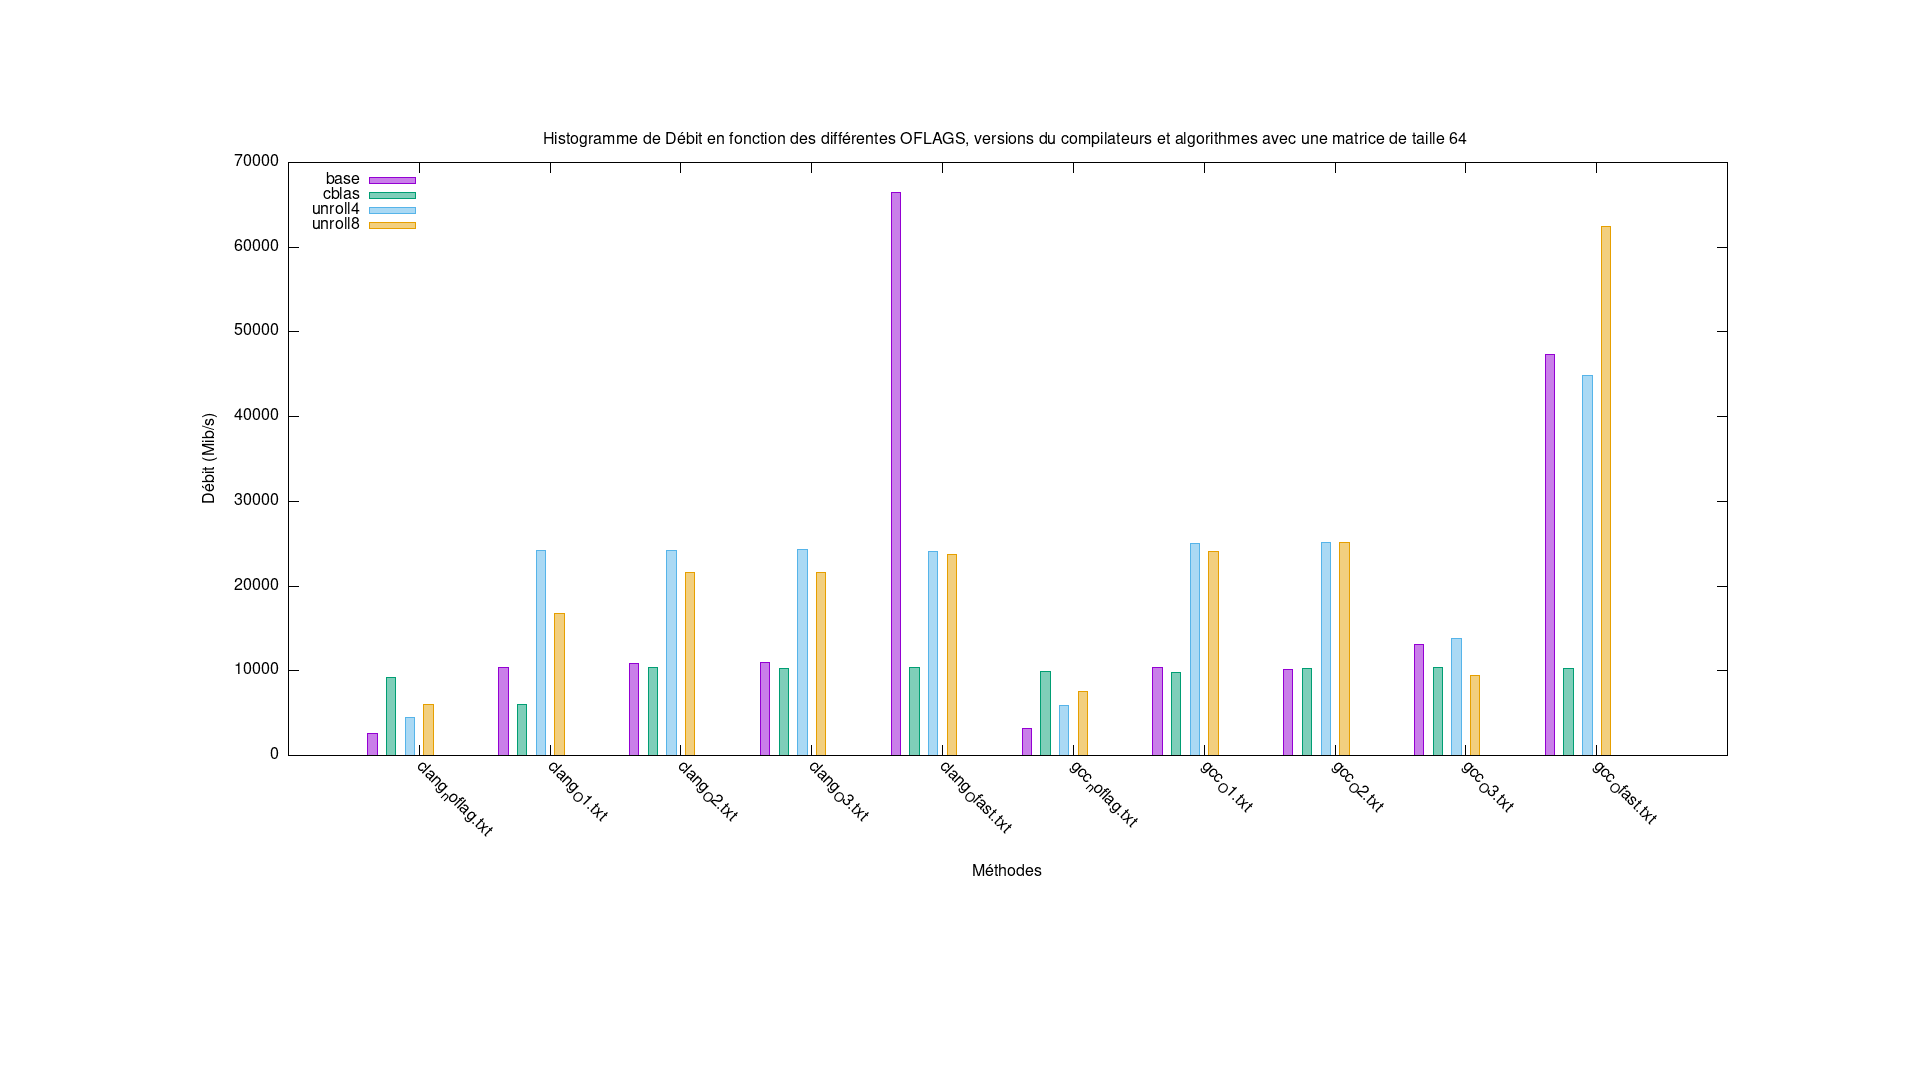 Histogramme de Débit en fonction des différentes OFLAGS, versions du compilateurs et algorithmes avec une matrice de taille 64
70000
60000
50000
40000
30000
20000
10000
0
Débit (Mib/s)
base
cblas
unroll4
unroll8
clang_noflag.txt
clang_O1.txt
clang_O2.txt
clang_O3.txt
clang_Ofast.txt
gcc_noflag.txt
gcc_O1.txt
gcc_O2.txt
gcc_O3.txt
gcc_Ofast.txt
Méthodes